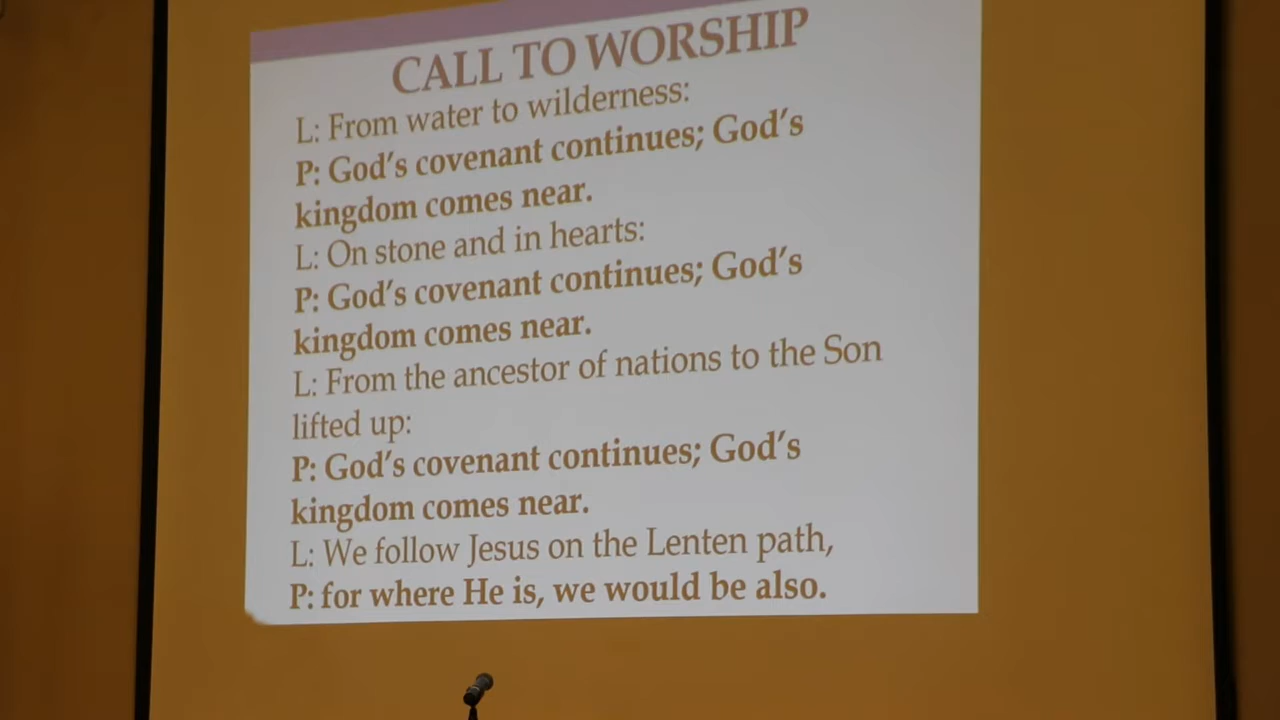 CALL TO WORSHIP
L: From water to wilderness:
P: God's covenant continues; God's
kingdom comes near.
L: On stone and in hearts:
P: God's covenant continues; God's
kingdom comes near.
L: From the ancestor of nations to the Son
lifted up:
P: God's covenant continues; God's
kingdom comes near.
L: We follow Jesus on the Lenten path,
P: for where He is, we would be also.